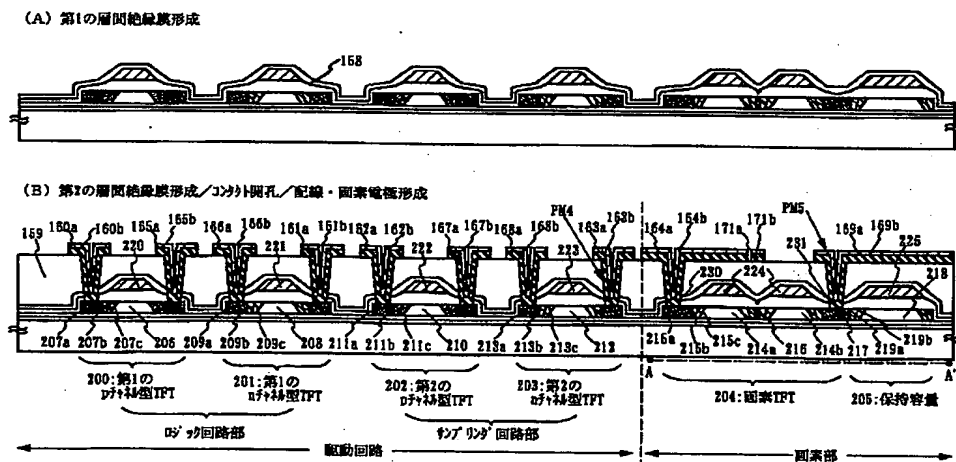 (A) 第1の層間絶縁膜形成
158
(B) 第2の層間絶縁膜形成/コンタクト開孔/配線・画素電極形成
160a 160b 165a 165b 166a 166b 161a 161b 162a 162b 167a 167b 168a 168b PM4 163a 163b 164a 164b 171a 171b PM5 169a 169b
159 220 221 222 223 230 224 231 225 218
207a 207b 207c 206 209a 209b 209c 208 211a 211b 211c 210 213a 213b 213c 212 215a 215b 215c 214a 216 214b 217 219a 219b
A A'
200:第1のpチャネル型TFT
201:第1のnチャネル型TFT
202:第2のpチャネル型TFT
203:第2のnチャネル型TFT
204:画素TFT
205:保持容量
ロジック回路部
サンプリング回路部
駆動回路
画素部